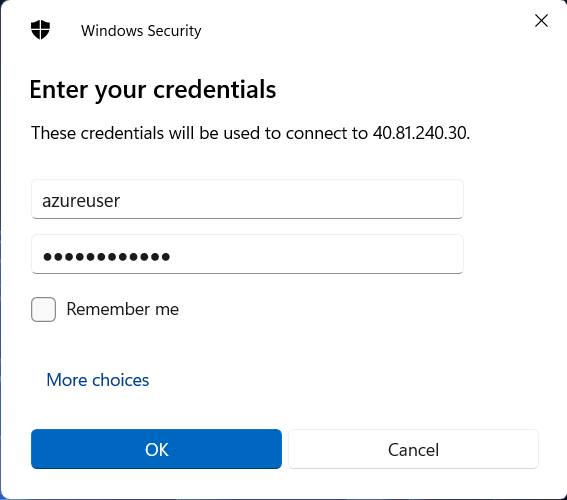 Windows Security
Enter your credentials
These credentials will be used to connect to 40.81.240.30.
azureuser
●●●●●●●●●●●●
Remember me
More choices
OK
Cancel